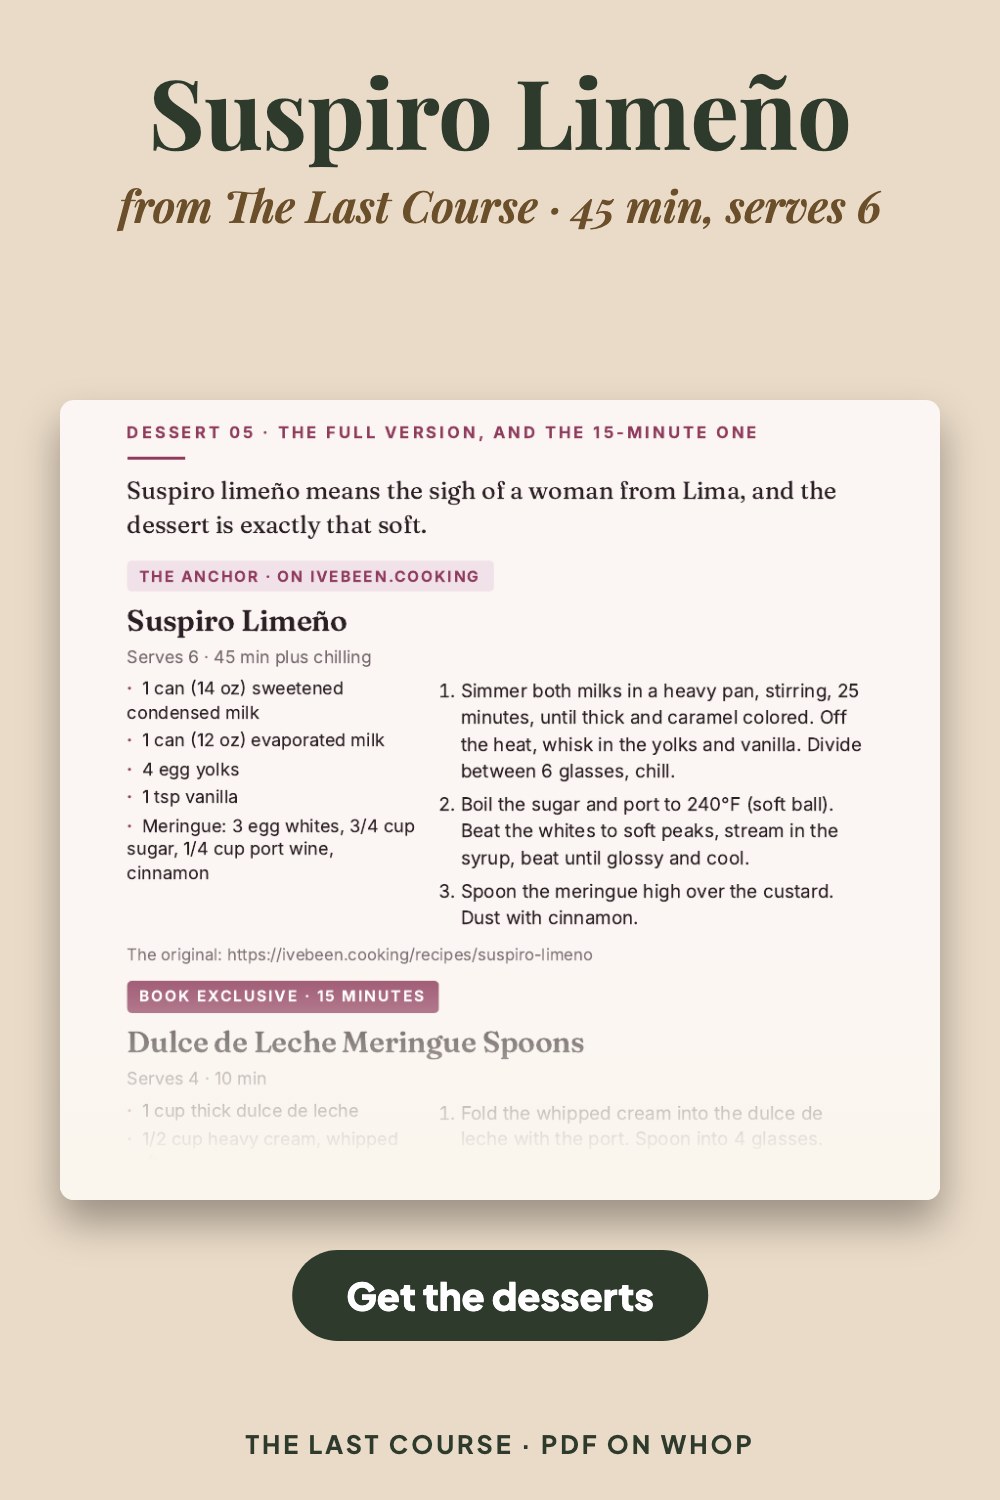 Suspiro Limeño
from The Last Course · 45 min, serves 6
DESSERT 05 · THE FULL VERSION, AND THE 15-MINUTE ONE
Suspiro limeño means the sigh of a woman from Lima, and the
dessert is exactly that soft.
THE ANCHOR · ON IVEBEEN.COOKING
Suspiro Limeño
Serves 6 · 45 min plus chilling
· 1 can (14 oz) sweetened
condensed milk
· 1 can (12 oz) evaporated milk
· 4 egg yolks
· 1 tsp vanilla
· Meringue: 3 egg whites, 3/4 cup
sugar, 1/4 cup port wine,
cinnamon
1. Simmer both milks in a heavy pan, stirring, 25
minutes, until thick and caramel colored. Off
the heat, whisk in the yolks and vanilla. Divide
between 6 glasses, chill.
2. Boil the sugar and port to 240°F (soft ball).
Beat the whites to soft peaks, stream in the
syrup, beat until glossy and cool.
3. Spoon the meringue high over the custard.
Dust with cinnamon.
The original: https://ivebeen.cooking/recipes/suspiro-limeno
BOOK EXCLUSIVE · 15 MINUTES
Dulce de Leche Meringue Spoons
Serves 4 · 10 min
· 1 cup thick dulce de leche
· 1/2 cup heavy cream, whipped
1. Fold the whipped cream into the dulce de
leche with the port. Spoon into 4 glasses.
Get the desserts
THE LAST COURSE · PDF ON WHOP